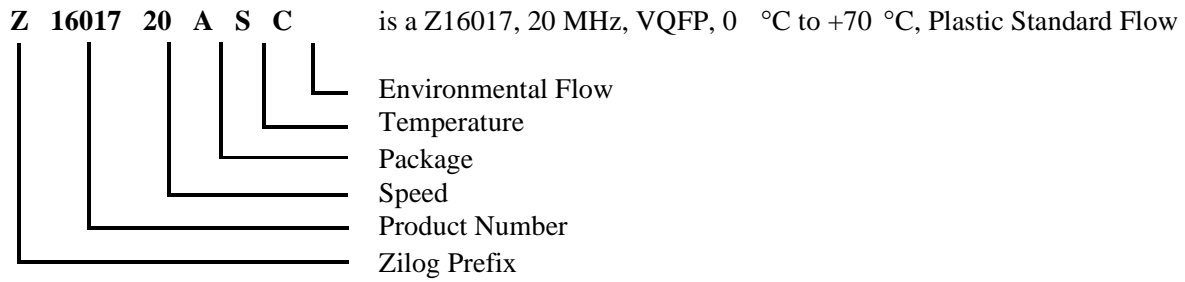 Z 16017 20 A S C is a Z16017, 20 MHz, VQFP, 0 °C to +70 °C, Plastic Standard Flow
Environmental Flow
Temperature
Package
Speed
Product Number
Zilog Prefix